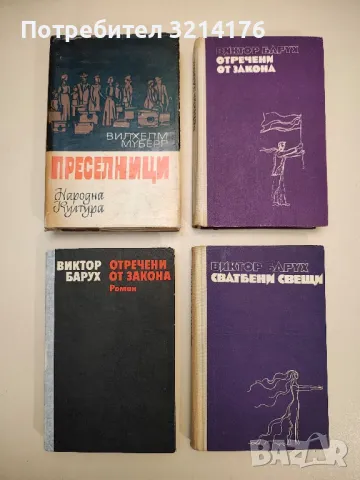 Потребител 3214176
ВИЛХЕЛМ
МУБЕРГ
ПРЕСЕЛНИЦИ
Народна
Култура
ВИКТОР БАРУХ
ОТРЕЧЕНИ
ОТ ЗАКОНА
ВИКТОР
БАРУХ
ОТРЕЧЕНИ
ОТ ЗАКОНА
Роман
ВИКТОР БАРУХ
СВАТБЕНИ СВЕЩИ
BAZAR